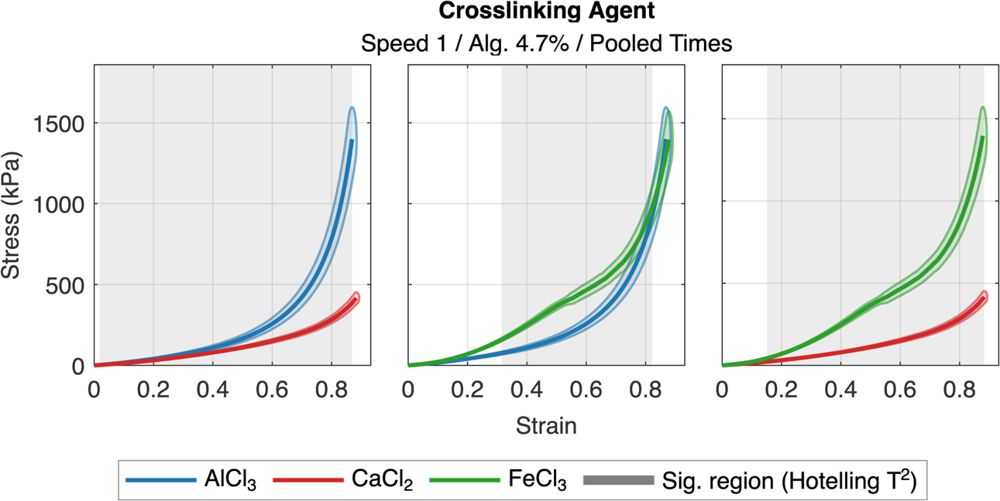 Crosslinking Agent
Speed 1 / Alg. 4.7% / Pooled Times
Stress (kPa)
1500
1000
500
0
0 0.2 0.4 0.6 0.8
0 0.2 0.4 0.6 0.8
0 0.2 0.4 0.6 0.8
Strain
AlCl₃ CaCl₂ FeCl₃ Sig. region (Hotelling T²)